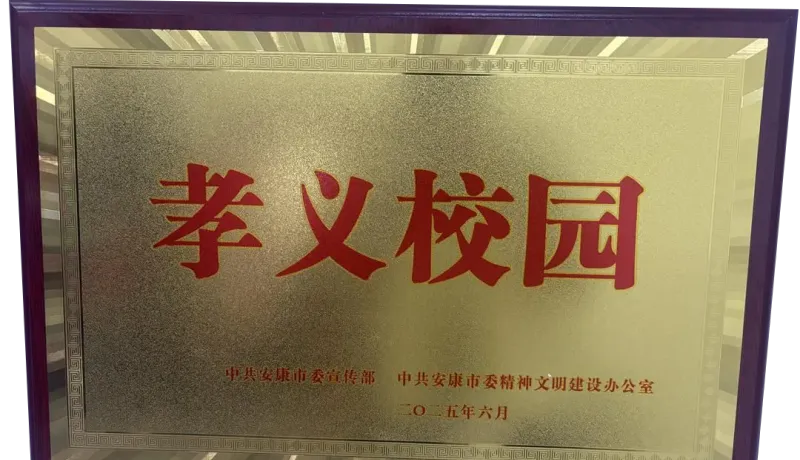 孝义校园
中共安康市委宣传部 中共安康市委精神文明建设办公室
二〇二五年六月